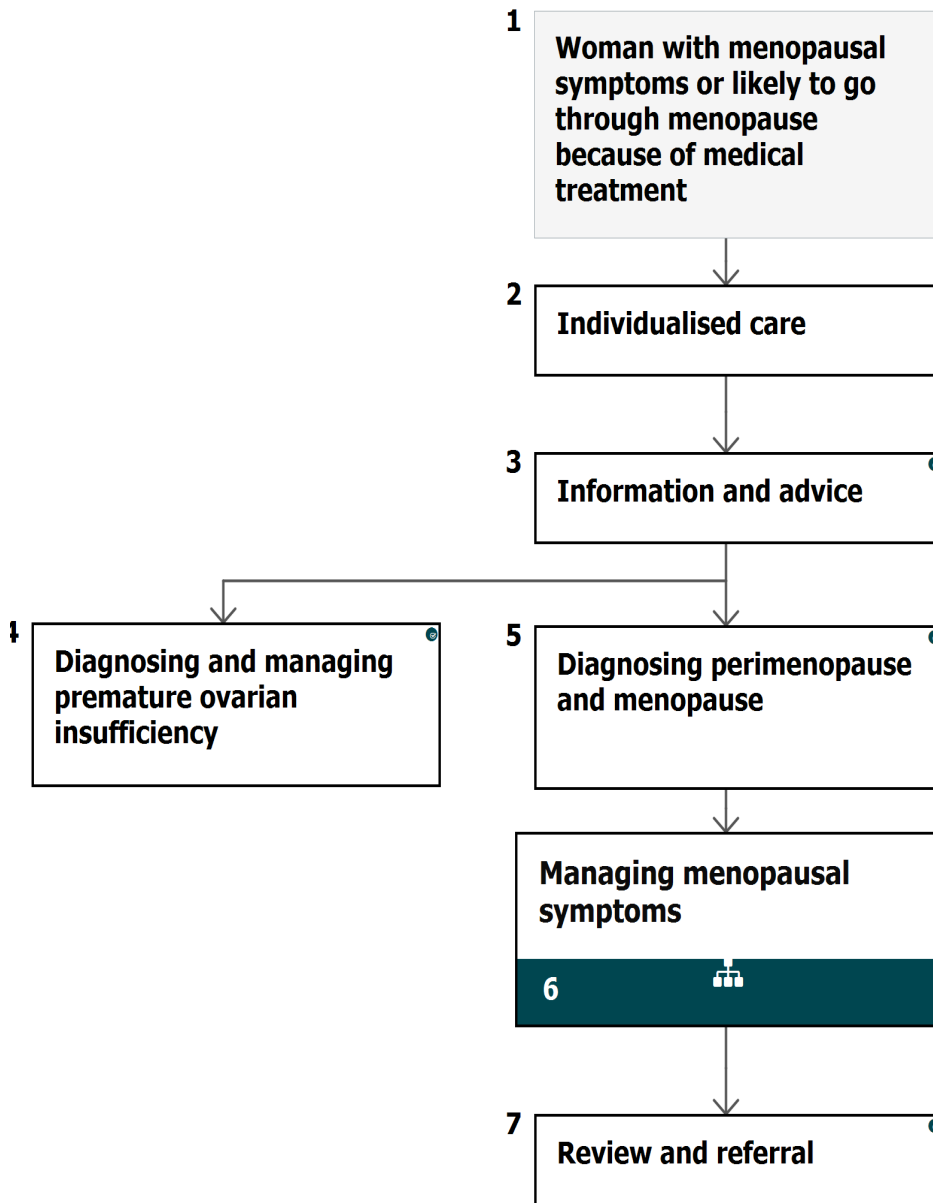 1
Woman with menopausal
symptoms or likely to go
through menopause
because of medical
treatment
2
Individualised care
3
Information and advice
4
Diagnosing and managing
premature ovarian
insufficiency
5
Diagnosing perimenopause
and menopause
Managing menopausal
symptoms
6
7
Review and referral